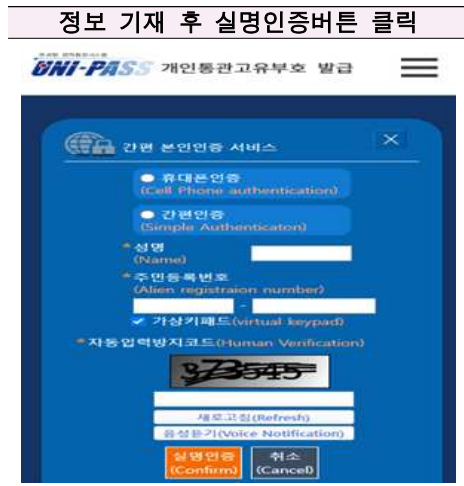 정보 기재 후 실명인증버튼 클릭
UNI-PASS 개인통관고유부호 발급
간편 본인인증 서비스
휴대폰인증
(Cell Phone authentication)
간편인증
(Simple Authenticaton)
*성명
(Name)
*주민등록번호
(Alien registraion number)
-
가상키패드(virtual keypad)
*자동입력방지코드(Human Verification)
373545
새로고침(Refresh)
음성듣기(Voice Notification)
실명인증 취소
(Confirm) (Cancel)